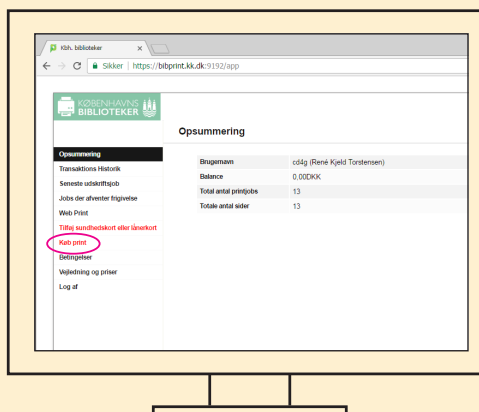 Kbh. biblioteker
Sikker | https://bibprint.kk.dk:9192/app
KØBENHAVNS
BIBLIOTEKER
Opsummering
Opsummering
Transaktions Historik
Seneste udskriftsjob
Jobs der afventer frigivelse
Web Print
Tilføj sundhedskort eller lånerkort
Køb print
Betingelser
Vejledning og priser
Log af
Brugernavn cd4g (René Kjeld Torstensen)
Balance 0,00DKK
Total antal printjobs 13
Totale antal sider 13